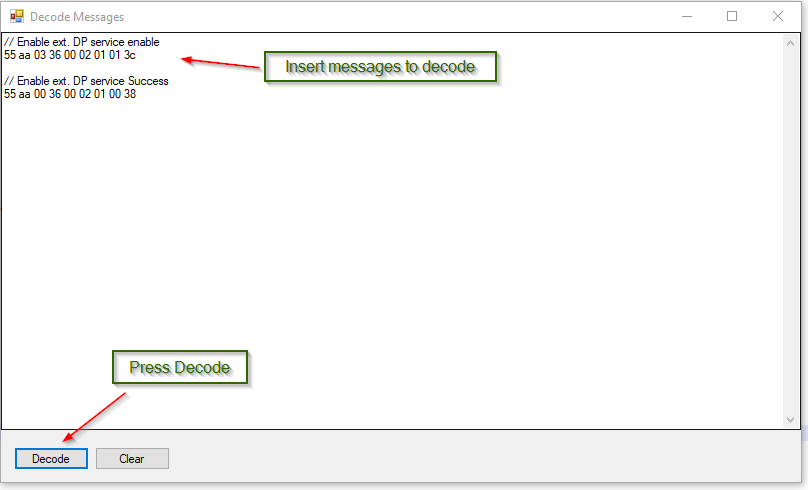 Decode Messages
// Enable ext. DP service enable
55 aa 03 36 00 02 01 01 3c
Insert messages to decode
// Enable ext. DP service Success
55 aa 00 36 00 02 01 00 38
Press Decode
Decode
Clear